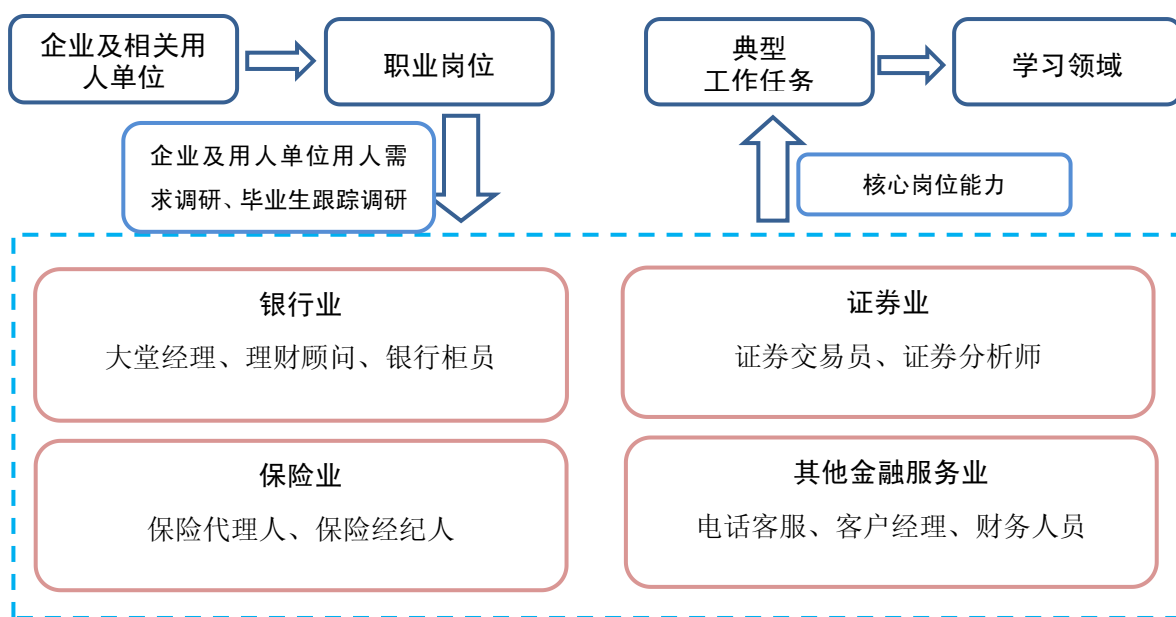 企业及相关用
人单位
职业岗位
典型
工作任务
学习领域
企业及用人单位用人需
求调研、毕业生跟踪调研
核心岗位能力
银行业
大堂经理、理财顾问、银行柜员
证券业
证券交易员、证券分析师
保险业
保险代理人、保险经纪人
其他金融服务业
电话客服、客户经理、财务人员